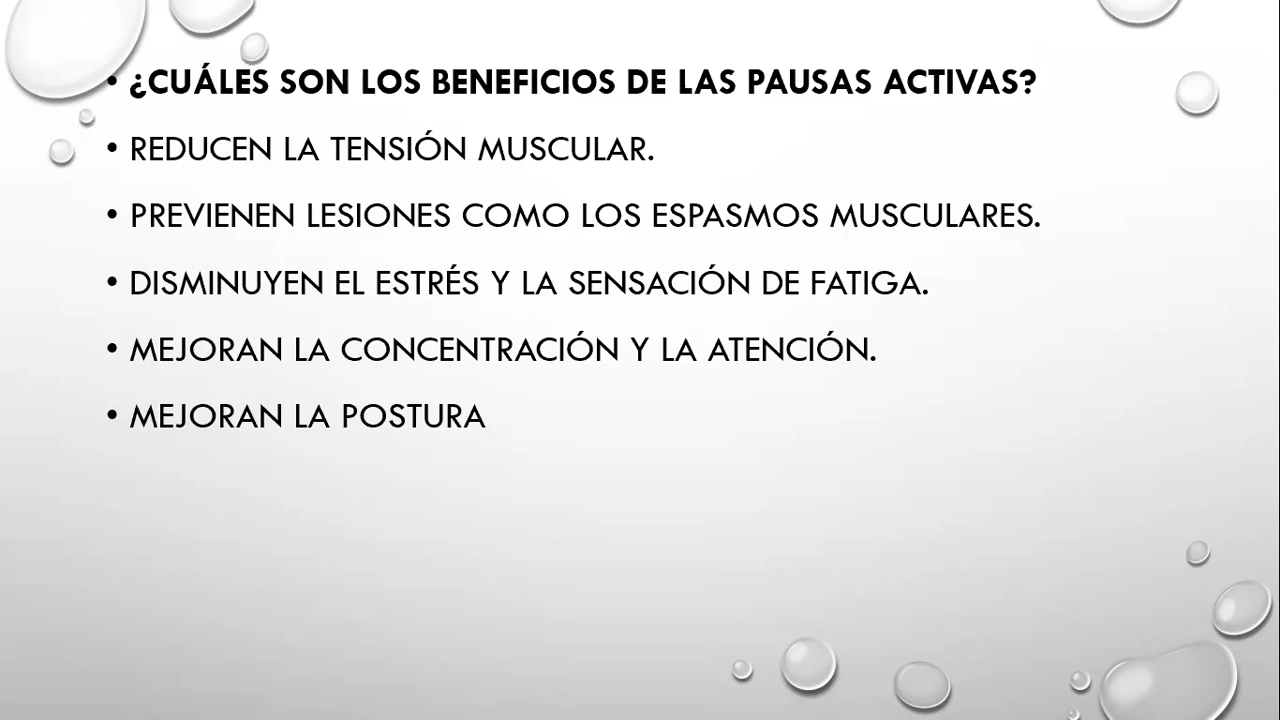 • ¿CUÁLES SON LOS BENEFICIOS DE LAS PAUSAS ACTIVAS?
• REDUCEN LA TENSIÓN MUSCULAR.
• PREVIENEN LESIONES COMO LOS ESPASMOS MUSCULARES.
• DISMINUYEN EL ESTRÉS Y LA SENSACIÓN DE FATIGA.
• MEJORAN LA CONCENTRACIÓN Y LA ATENCIÓN.
• MEJORAN LA POSTURA